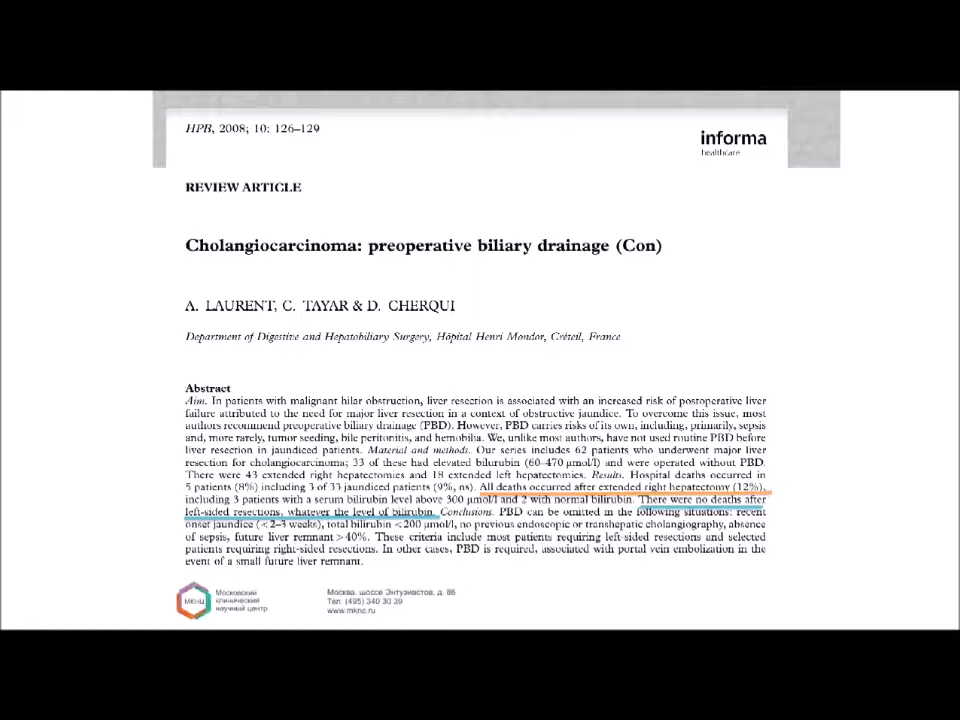 HPB, 2008; 10: 126–129
informa
healthcare
REVIEW ARTICLE
Cholangiocarcinoma: preoperative biliary drainage (Con)
A. LAURENT, C. TAYAR & D. CHERQUI
Department of Digestive and Hepatobiliary Surgery, Hôpital Henri Mondor, Créteil, France
Abstract
Aim. In patients with malignant hilar obstruction, liver resection is associated with an increased risk of postoperative liver
failure attributed to the need for major liver resection in a context of obstructive jaundice. To overcome this issue, most
authors recommend preoperative biliary drainage (PBD). However, PBD carries risks of its own, including, primarily, sepsis
and, more rarely, tumor seeding, bile peritonitis, and hemobilia. We, unlike most authors, have not used routine PBD before
liver resection in jaundiced patients. Material and methods. Our series includes 62 patients who underwent major liver
resection for cholangiocarcinoma; 33 of these had elevated bilurubin (60–470 µmol/l) and were operated without PBD.
There were 43 extended right hepatectomies and 18 extended left hepatectomies. Results. Hospital deaths occurred in
5 patients (8%) including 3 of 33 jaundiced patients (9%, ns). All deaths occurred after extended right hepatectomy (12%),
including 3 patients with a serum bilirubin level above 300 µmol/l and 2 with normal bilirubin. There were no deaths after
left-sided resections, whatever the level of bilirubin. Conclusions. PBD can be omitted in the following situations: recent
onset jaundice (<2–3 weeks), total bilirubin <200 µmol/l, no previous endoscopic or transhepatic cholangiography, absence
of sepsis, future liver remnant >40%. These criteria include most patients requiring left-sided resections and selected
patients requiring right-sided resections. In other cases, PBD is required, associated with portal vein embolization in the
event of a small future liver remnant.
МКНЦ
Московский
клинический
научный центр
Москва, шоссе Энтузиастов, д. 86
Тел. (495) 340 30 39
www.mknc.ru